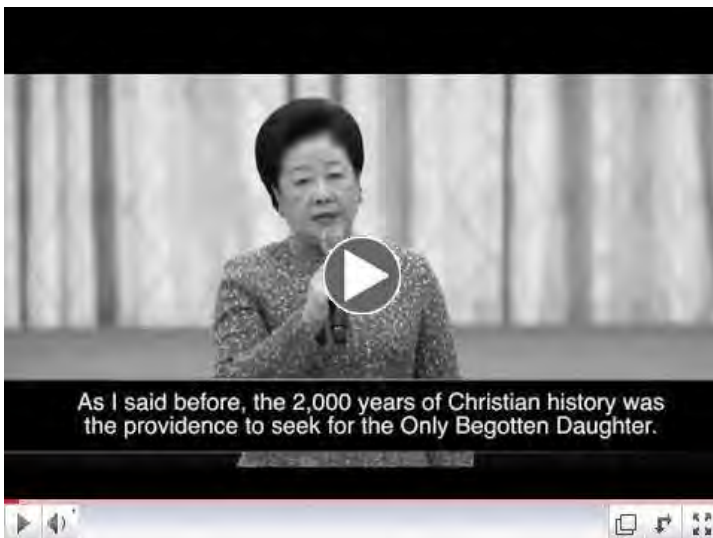 As I said before, the 2,000 years of Christian history was
the providence to seek for the Only Begotten Daughter.